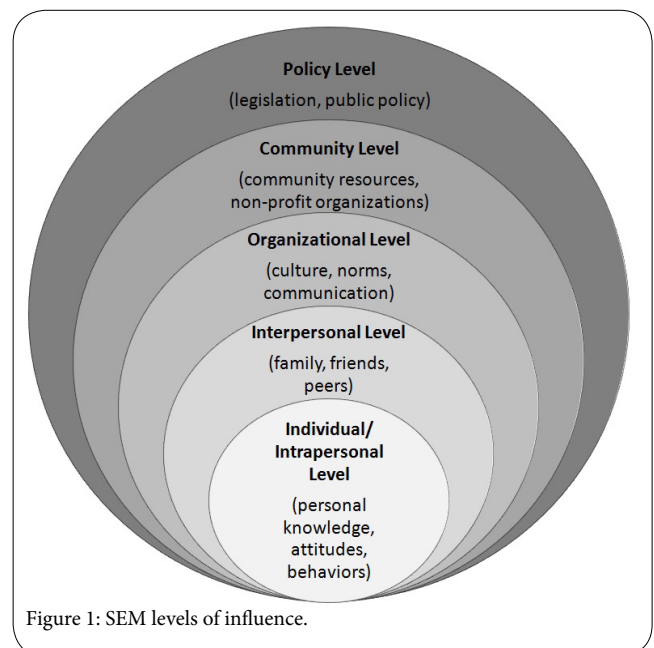 Policy Level
(legislation, public policy)
Community Level
(community resources,
non-profit organizations)
Organizational Level
(culture, norms,
communication)
Interpersonal Level
(family, friends,
peers)
Individual/
Intrapersonal
Level
(personal
knowledge,
attitudes,
behaviors)
Figure 1: SEM levels of influence.